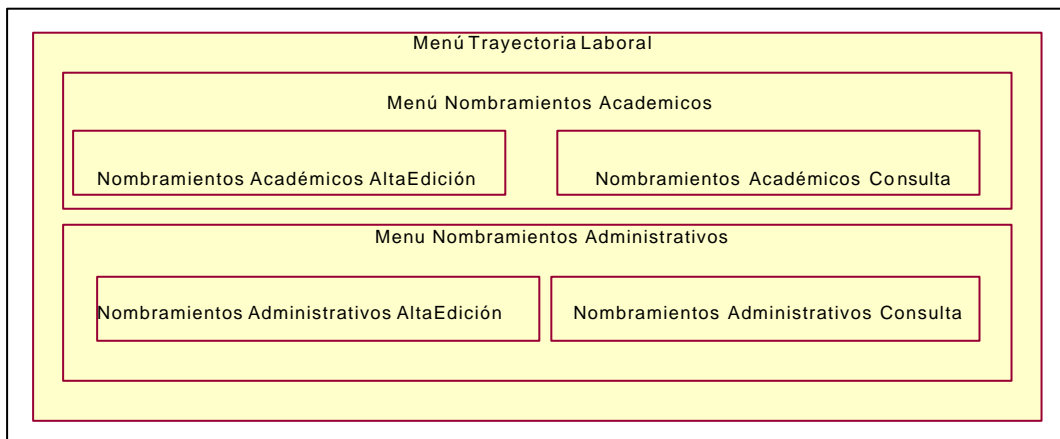 Menú Trayectoria Laboral
Menú Nombramientos Academicos
Nombramientos Académicos AltaEdición
Nombramientos Académicos Consulta
Menu Nombramientos Administrativos
Nombramientos Administrativos AltaEdición
Nombramientos Administrativos Consulta